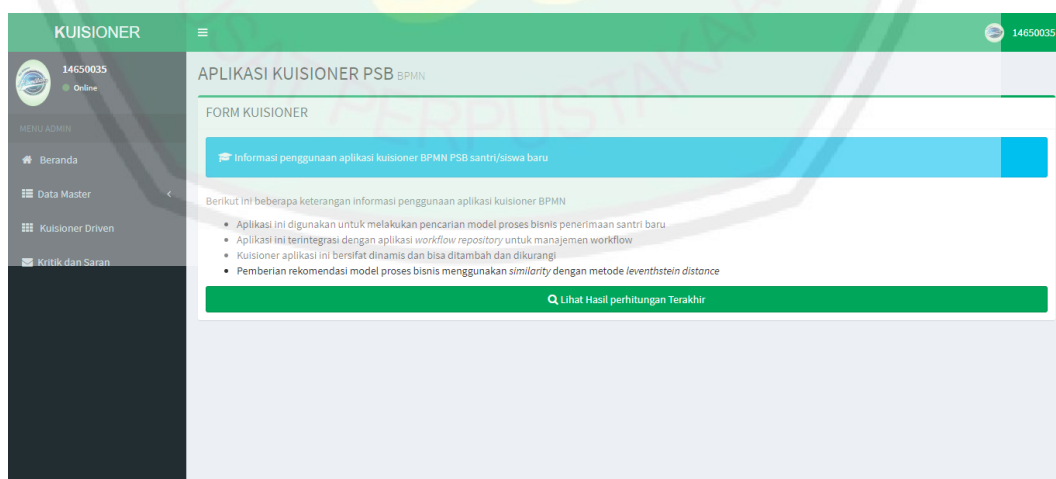 KUISIONER
14650035
14650035
Online
MENU ADMIN
Beranda
Data Master
Kuisioner Driven
Kritik dan Saran
APLIKASI KUISIONER PSB BPMN
FORM KUISIONER
Informasi penggunaan aplikasi kuisioner BPMN PSB santri/siswa baru
Berikut ini beberapa keterangan informasi penggunaan aplikasi kuisioner BPMN
Aplikasi ini digunakan untuk melakukan pencarian model proses bisnis penerimaan santri baru
Aplikasi ini terintegrasi dengan aplikasi workflow repository untuk manajemen workflow
Kuisioner aplikasi ini bersifat dinamis dan bisa ditambah dan dikurangi
Pemberian rekomendasi model proses bisnis menggunakan similarity dengan metode leventhstein distance
Lihat Hasil perhitungan Terakhir
PERPUSTAKA